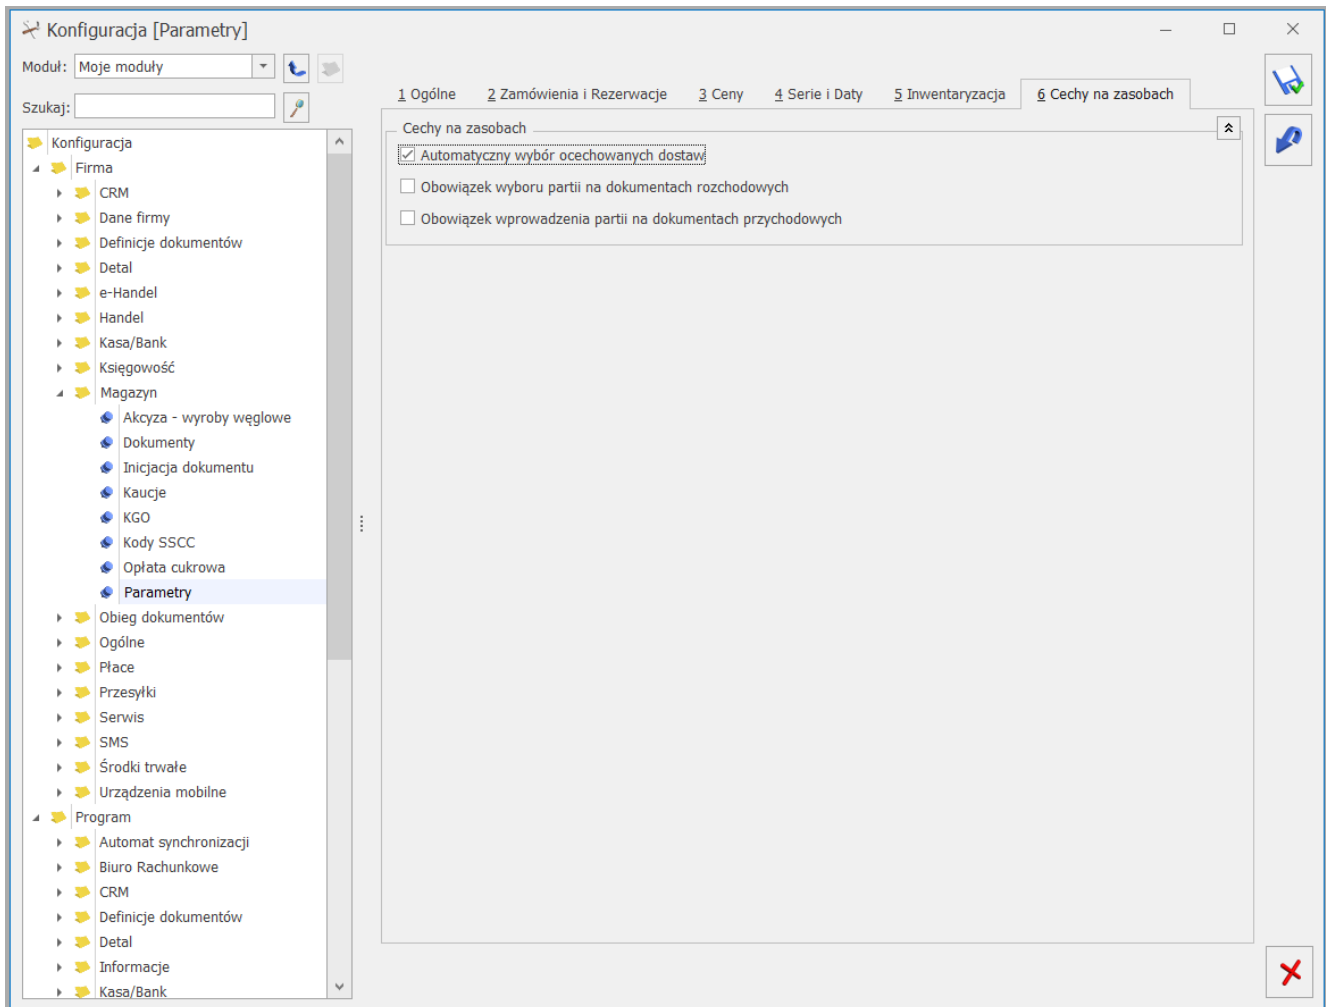 Konfiguracja [Parametry]
Moduł: Moje moduły
Szukaj:
Konfiguracja
Firma
CRM
Dane firmy
Definicje dokumentów
Detal
e-Handel
Handel
Kasa/Bank
Księgowość
Magazyn
Akcyza - wyroby węglowe
Dokumenty
Inicjacja dokumentu
Kaucje
KGO
Kody SSCC
Opłata cukrowa
Parametry
Obieg dokumentów
Ogólne
Płace
Przesyłki
Serwis
SMS
Środki trwałe
Urządzenia mobilne
Program
Automat synchronizacji
Biuro Rachunkowe
CRM
Definicje dokumentów
Detal
Informacje
Kasa/Bank
1 Ogólne 2 Zamówienia i Rezerwacje 3 Ceny 4 Serie i Daty 5 Inwentaryzacja 6 Cechy na zasobach
Cechy na zasobach
Automatyczny wybór ocechowanych dostaw
Obowiązek wyboru partii na dokumentach rozchodowych
Obowiązek wprowadzenia partii na dokumentach przychodowych